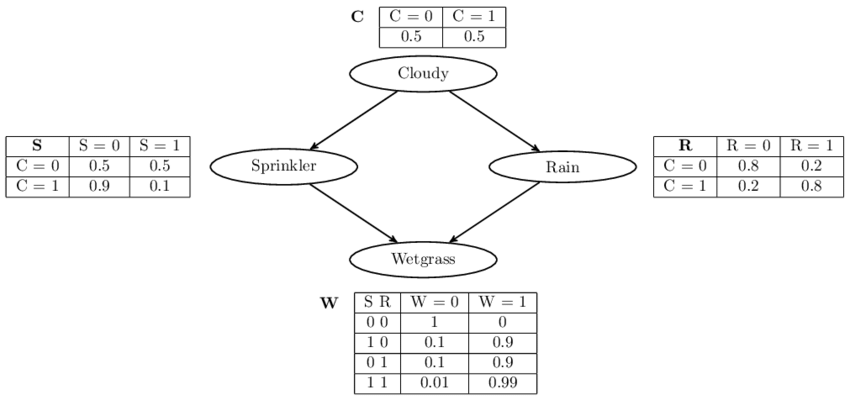 C C = 0 C = 1
0.5 0.5
Cloudy
S S = 0 S = 1
C = 0 0.5 0.5
C = 1 0.9 0.1
Sprinkler
Rain
R R = 0 R = 1
C = 0 0.8 0.2
C = 1 0.2 0.8
Wetgrass
W S R W = 0 W = 1
0 0 1 0
1 0 0.1 0.9
0 1 0.1 0.9
1 1 0.01 0.99